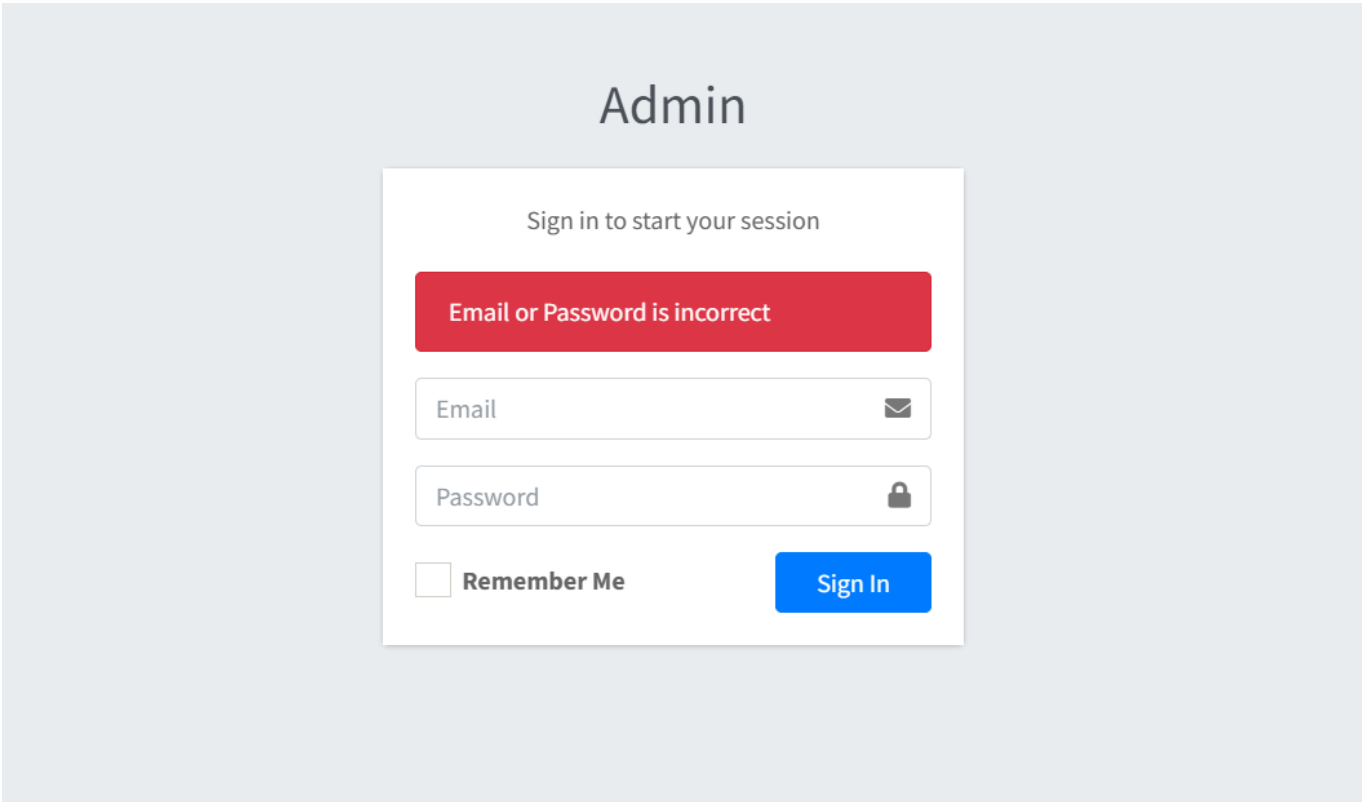 Admin
Sign in to start your session
Email or Password is incorrect
Email
Password
Remember Me
Sign In